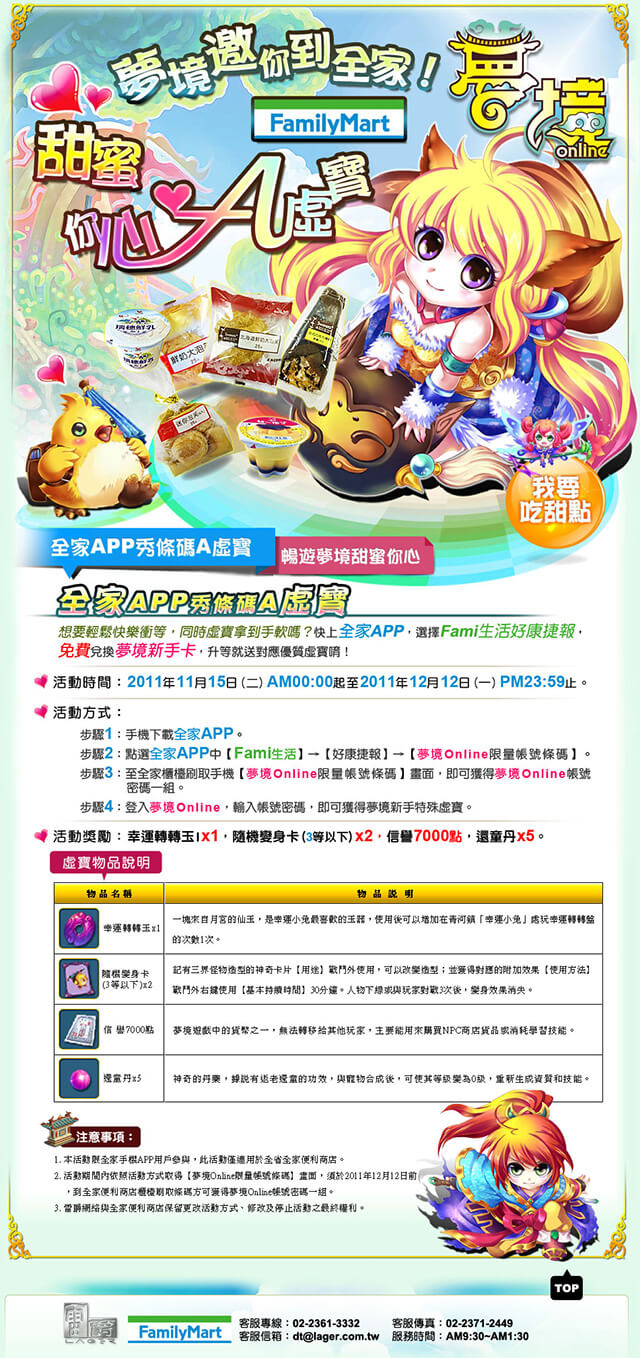 夢境邀你到全家！
夢境
online
FamilyMart
甜蜜
你心 A虛寶
瑞穗鮮乳
鮮奶大泡芙
我要
吃甜點
全家APP秀條碼A虛寶
暢遊夢境甜蜜你心
全家APP秀條碼A虛寶
想要輕鬆快樂衝等，同時虛寶拿到手軟嗎？快上全家APP，選擇Fami生活好康捷報，
免費兌換夢境新手卡，升等就送對應優質虛寶唷！
活動時間：2011年11月15日(二) AM00:00起至2011年12月12日(一) PM23:59止。
活動方式：
步驟1：手機下載全家APP。
步驟2：點選全家APP中【Fami生活】→【好康捷報】→【夢境Online限量帳號條碼】。
步驟3：至全家櫃檯刷取手機【夢境Online限量帳號條碼】畫面，即可獲得夢境Online帳號
密碼一組。
步驟4：登入夢境Online，輸入帳號密碼，即可獲得夢境新手特殊虛寶。
活動獎勵：幸運轉轉玉x1，隨機變身卡(3等以下) x2，信譽7000點，還童丹x5。
虛寶物品說明
物品名稱 物品說明
幸運轉轉玉x1 一塊來自月宮的仙玉，是幸運小兔最喜歡的玉器，使用後可以增加在青河鎮「幸運小兔」處玩幸運轉轉盤
的次數1次。
隨機變身卡
(3等以下)x2
記有三界怪物造型的神奇卡片【用途】戰鬥外使用，可以改變造型；並獲得對應的附加效果【使用方法】
戰鬥外右鍵使用【基本持續時間】30分鐘。人物下線或與玩家對戰3次後，變身效果消失。
信譽7000點 夢境遊戲中的貨幣之一，無法轉移給其他玩家，主要能用來購買NPC商店貨品或消耗學習技能。
還童丹x5 神奇的丹藥，據說有返老還童的功效，與寵物合成後，可使其等級變為0級，重新生成資質和技能。
注意事項：
1.本活動限全家手機APP用戶參與，此活動僅適用於全省全家便利商店。
2.活動期間內依照活動方式取得【夢境Online限量帳號條碼】畫面，須於2011年12月12日前
，到全家便利商店櫃檯刷取條碼方可獲得夢境Online帳號密碼一組。
3.雷爵網絡與全家便利商店保留更改活動方式、修改及停止活動之最終權利。
TOP
雷爵
FamilyMart
客服專線：02-2361-3332 客服傳真：02-2371-2449
客服信箱：dt@lager.com.tw 服務時間：AM9:30~AM1:30